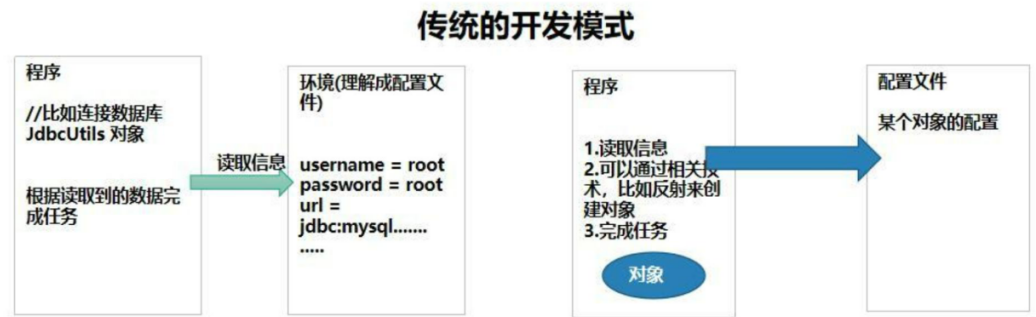 传统的开发模式
程序
//比如连接数据库
JdbcUtils 对象
根据读取到的数据完
成任务
读取信息
环境(理解成配置文
件)
username = root
password = root
url =
jdbc:mysql.......
.....
程序
1.读取信息
2.可以通过相关技
术，比如反射来创
建对象
3.完成任务
对象
配置文件
某个对象的配置